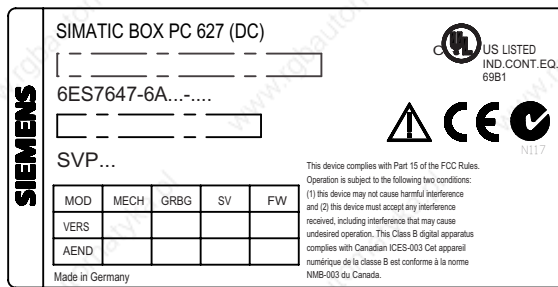 SIEMENS
SIMATIC BOX PC 627 (DC)
6ES7647-6A...-....
SVP...
MOD MECH GRBG SV FW
VERS
AEND
Made in Germany
C UL US LISTED
IND.CONT.EQ.
69B1
CE
N117
This device complies with Part 15 of the FCC Rules.
Operation is subject to the following two conditions:
(1) this device may not cause harmful interference
and (2) this device must accept any interference
received, including interference that may cause
undesired operation. This Class B digital apparatus
complies with Canadian ICES-003 Cet appareil
numérique de la classe B est conforme à la norme
NMB-003 du Canada.